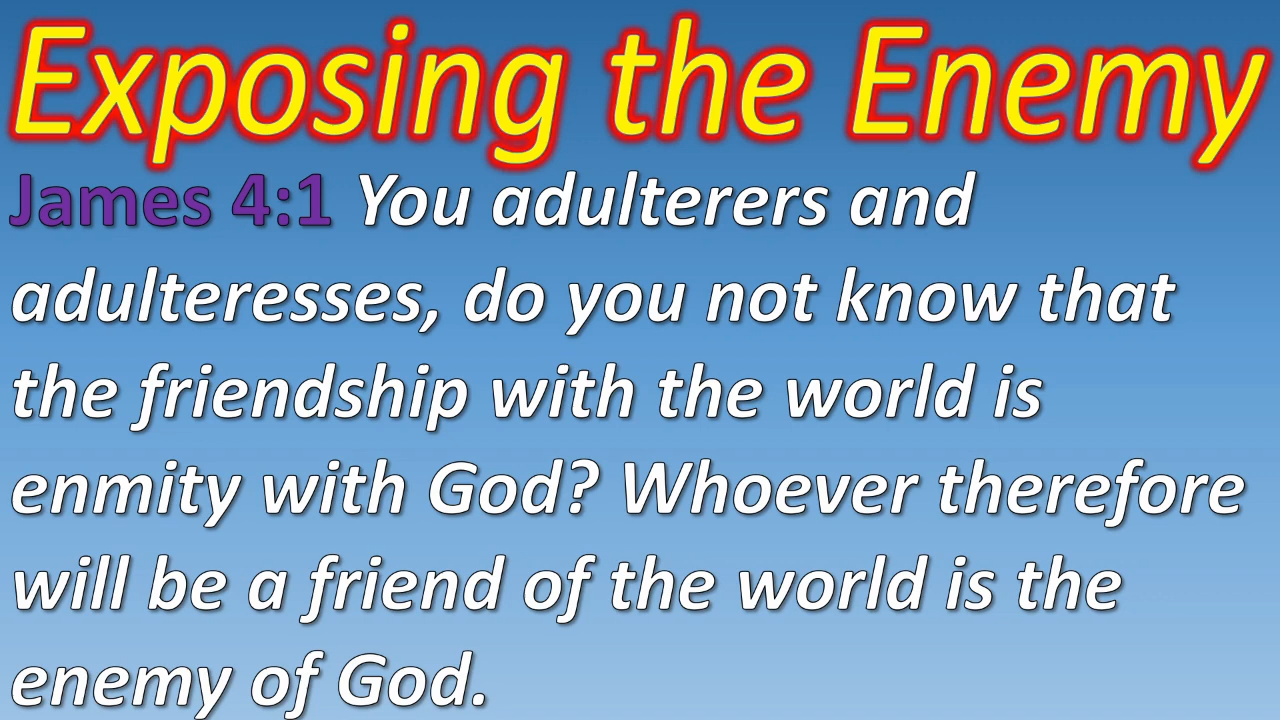 Exposing the Enemy
James 4:1 You adulterers and
adulteresses, do you not know that
the friendship with the world is
enmity with God? Whoever therefore
will be a friend of the world is the
enemy of God.